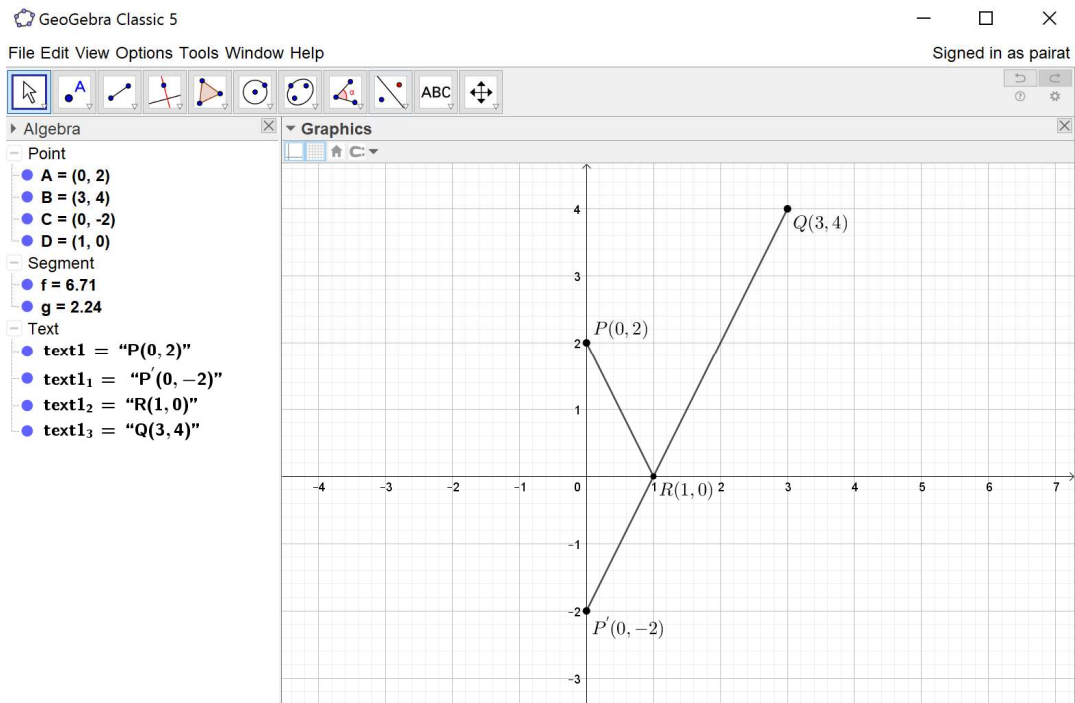 GeoGebra Classic 5
File Edit View Options Tools Window Help
Signed in as pairat
A
α
ABC
Algebra
Graphics
Point
A = (0, 2)
B = (3, 4)
C = (0, -2)
D = (1, 0)
Segment
f = 6.71
g = 2.24
Text
text1 = “P(0, 2)”
text1₁ = “P′(0, −2)”
text1₂ = “R(1, 0)”
text1₃ = “Q(3, 4)”
4
Q(3, 4)
3
P(0, 2)
2
1
-4 -3 -2 -1 0 1 R(1, 0) 2 3 4 5 6 7
-1
-2
P′(0, −2)
-3